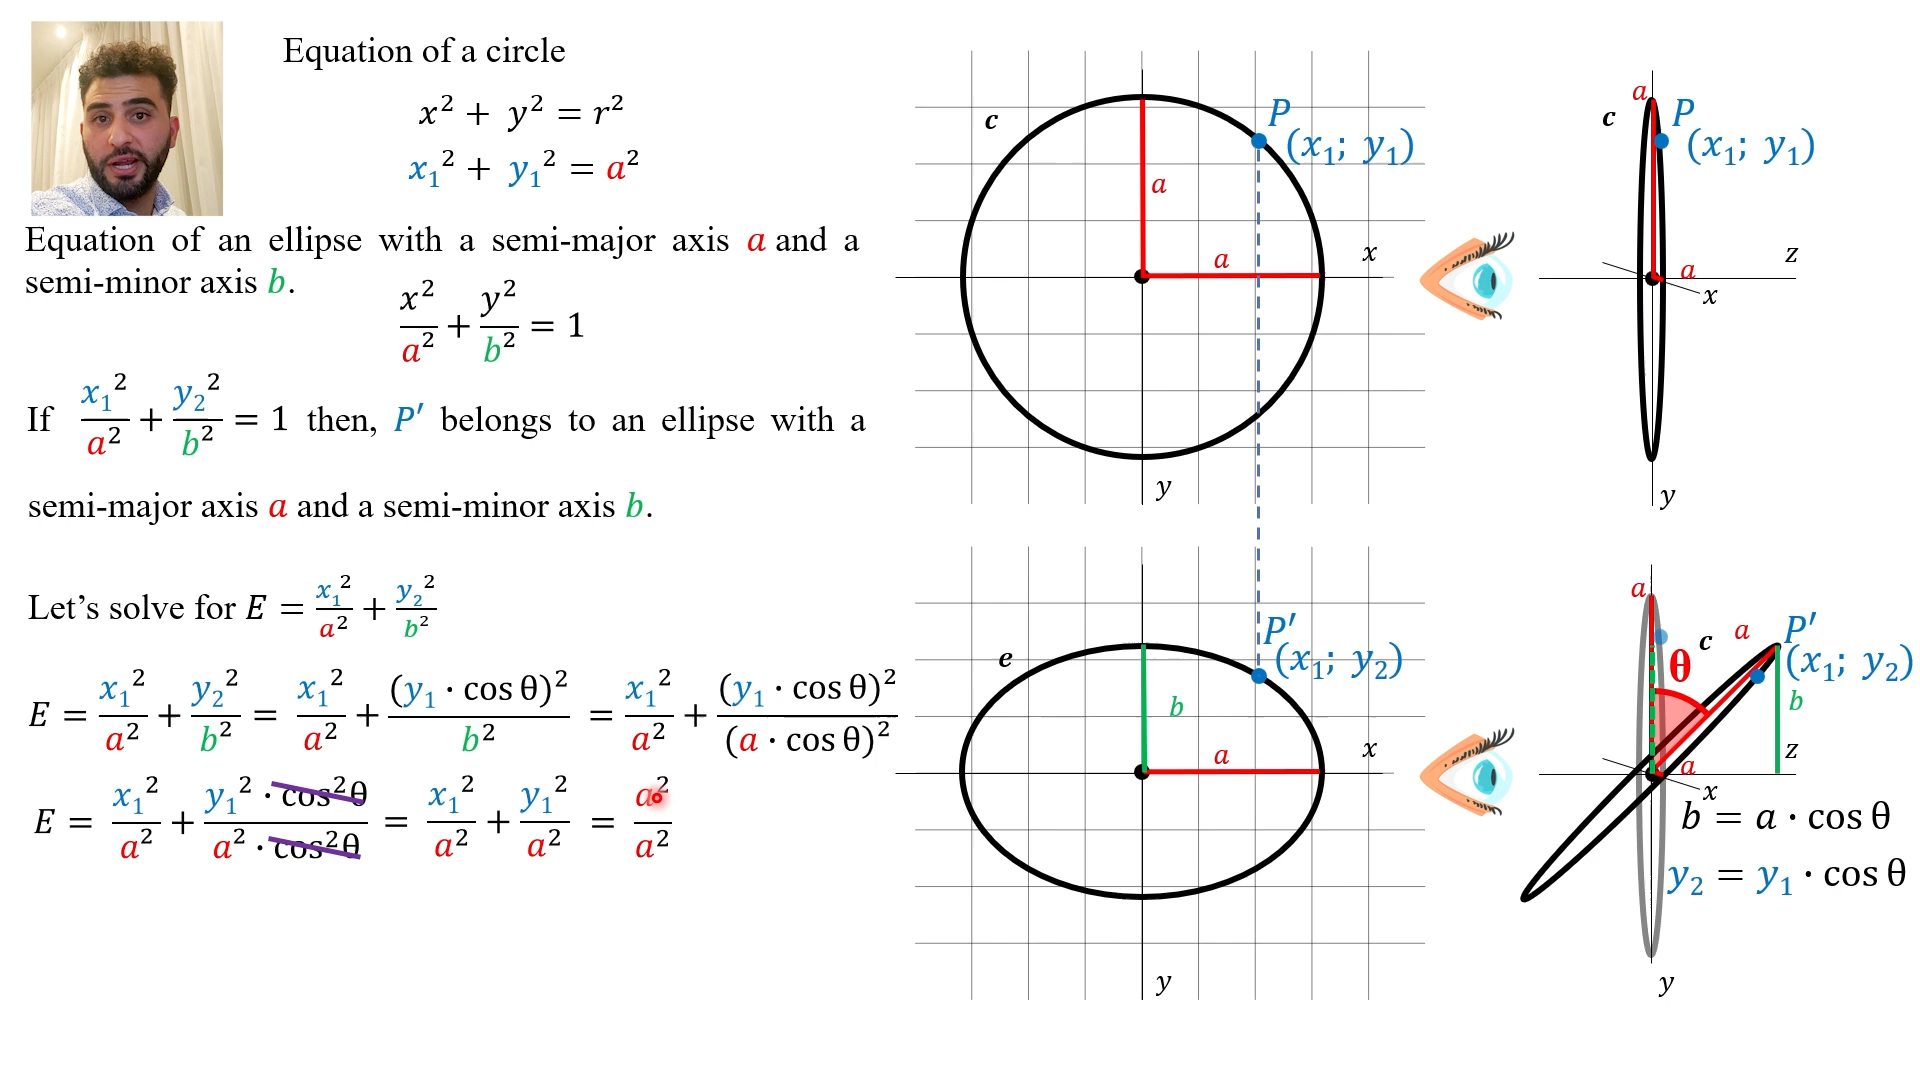 Equation of a circle
x² + y² = r²
x₁² + y₁² = a²
Equation of an ellipse with a semi-major axis a and a
semi-minor axis b.
x²/a² + y²/b² = 1
If x₁²/a² + y₂²/b² = 1 then, P′ belongs to an ellipse with a
semi-major axis a and a semi-minor axis b.
Let’s solve for E = x₁²/a² + y₂²/b²
E = x₁²/a² + y₂²/b² = x₁²/a² + (y₁ · cos θ)²/b² = x₁²/a² + (y₁ · cos θ)²/(a · cos θ)²
E = x₁²/a² + y₁² · cos²θ/a² · cos²θ = x₁²/a² + y₁²/a² = a²/a²
c
P
(x₁; y₁)
a
a
x
y
a
c
P
(x₁; y₁)
z
a
x
y
e
P′
(x₁; y₂)
b
a
x
y
a
θ
c
a
P′
(x₁; y₂)
b
z
a
x
b = a · cos θ
y₂ = y₁ · cos θ
y